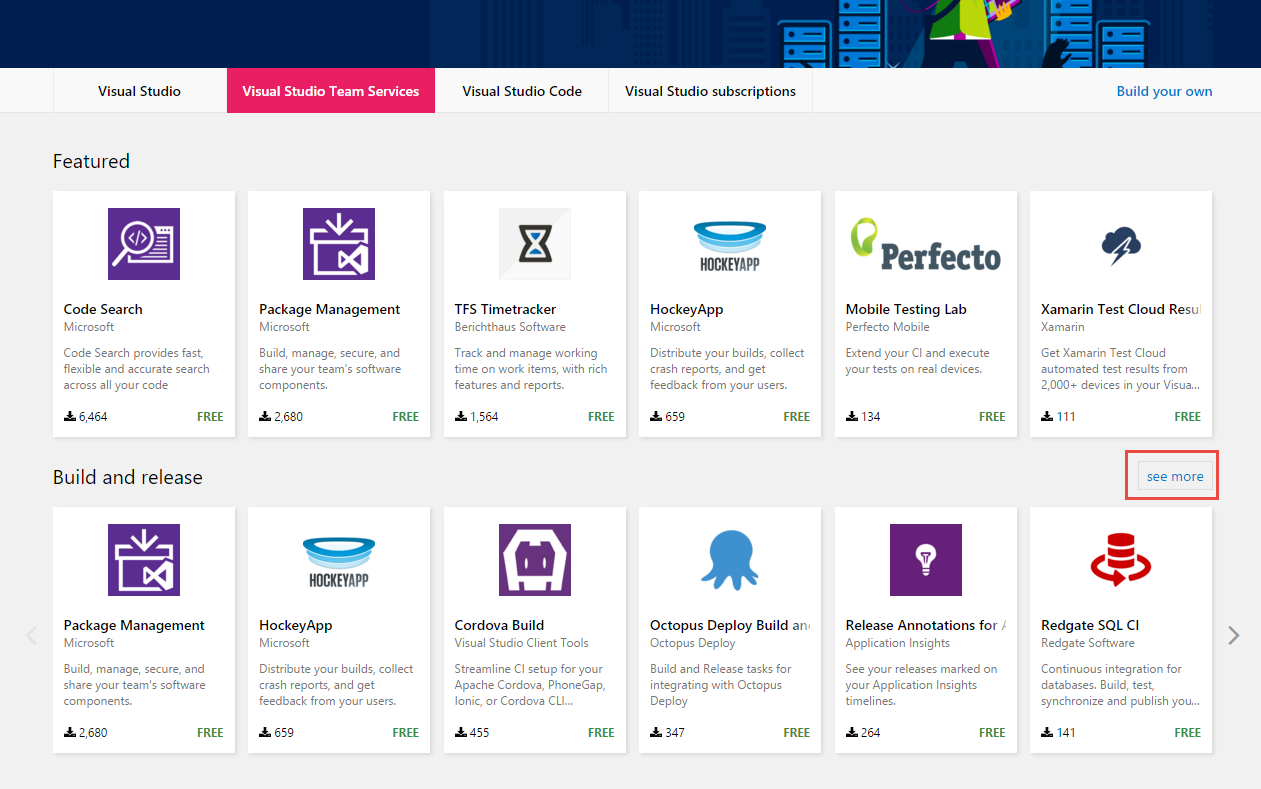 Visual Studio
Visual Studio Team Services
Visual Studio Code
Visual Studio subscriptions
Build your own
Featured
Code Search
Microsoft
Code Search provides fast,
flexible and accurate search
across all your code
6,464 FREE
Package Management
Microsoft
Build, manage, secure, and
share your team's software
components.
2,680 FREE
TFS Timetracker
Berichthaus Software
Track and manage working
time on work items, with rich
features and reports.
1,564 FREE
HOCKEYAPP
HockeyApp
Microsoft
Distribute your builds, collect
crash reports, and get
feedback from your users.
659 FREE
Perfecto
Mobile Testing Lab
Perfecto Mobile
Extend your CI and execute
your tests on real devices.
134 FREE
Xamarin Test Cloud Resu
Xamarin
Get Xamarin Test Cloud
automated test results from
2,000+ devices in your Visua...
111 FREE
Build and release
see more
Package Management
Microsoft
Build, manage, secure, and
share your team's software
components.
2,680 FREE
HOCKEYAPP
HockeyApp
Microsoft
Distribute your builds, collect
crash reports, and get
feedback from your users.
659 FREE
Cordova Build
Visual Studio Client Tools
Streamline CI setup for your
Apache Cordova, PhoneGap,
Ionic, or Cordova CLI...
455 FREE
Octopus Deploy Build an
Octopus Deploy
Build and Release tasks for
integrating with Octopus
Deploy
347 FREE
Release Annotations for A
Application Insights
See your releases marked on
your Application Insights
timelines.
264 FREE
Redgate SQL CI
Redgate Software
Continuous integration for
databases. Build, test,
synchronize and publish you...
141 FREE